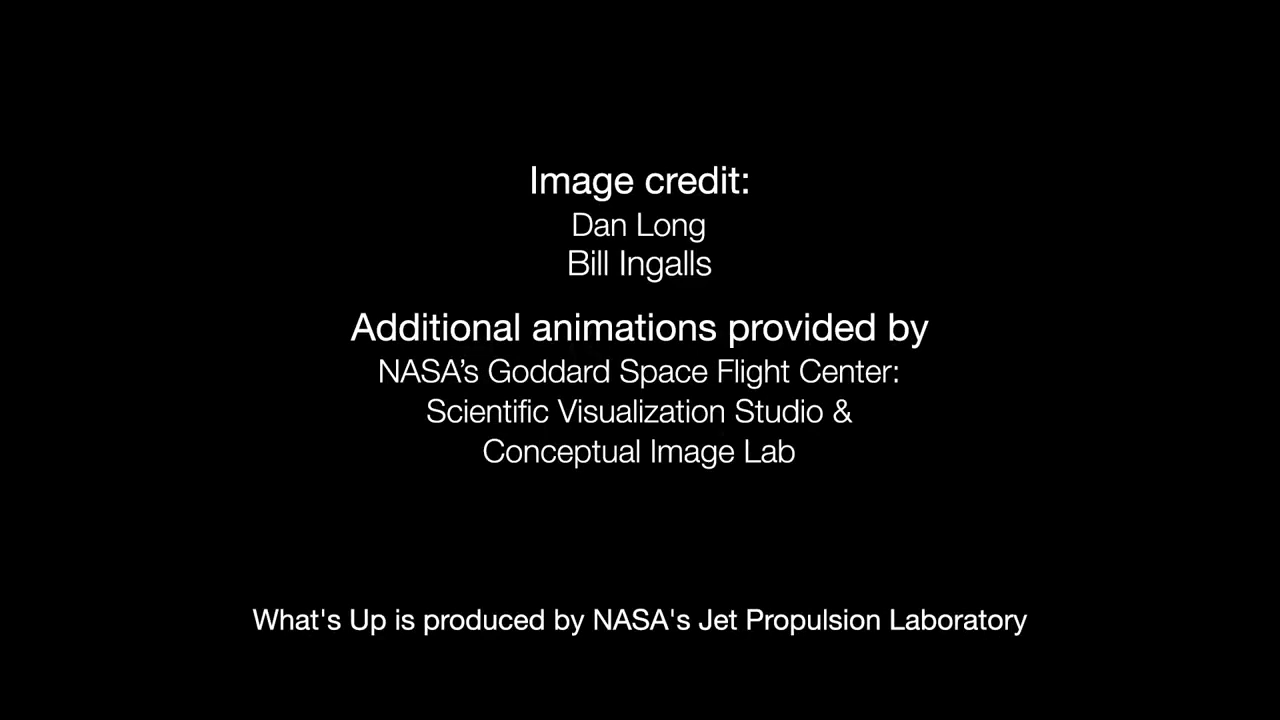 Image credit:
Dan Long
Bill Ingalls
Additional animations provided by
NASA’s Goddard Space Flight Center:
Scientific Visualization Studio &
Conceptual Image Lab
What's Up is produced by NASA's Jet Propulsion Laboratory